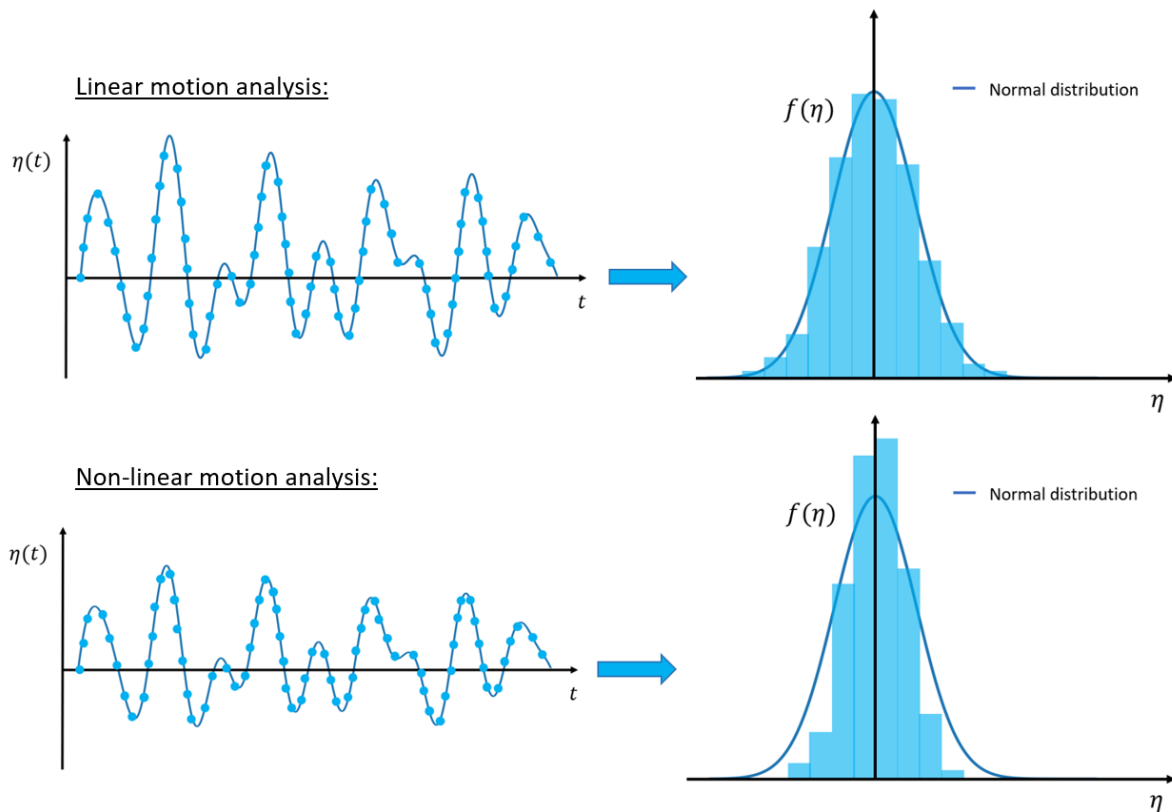 Linear motion analysis:
η(t)
t
f(η)
Normal distribution
η
Non-linear motion analysis:
η(t)
t
f(η)
Normal distribution
η